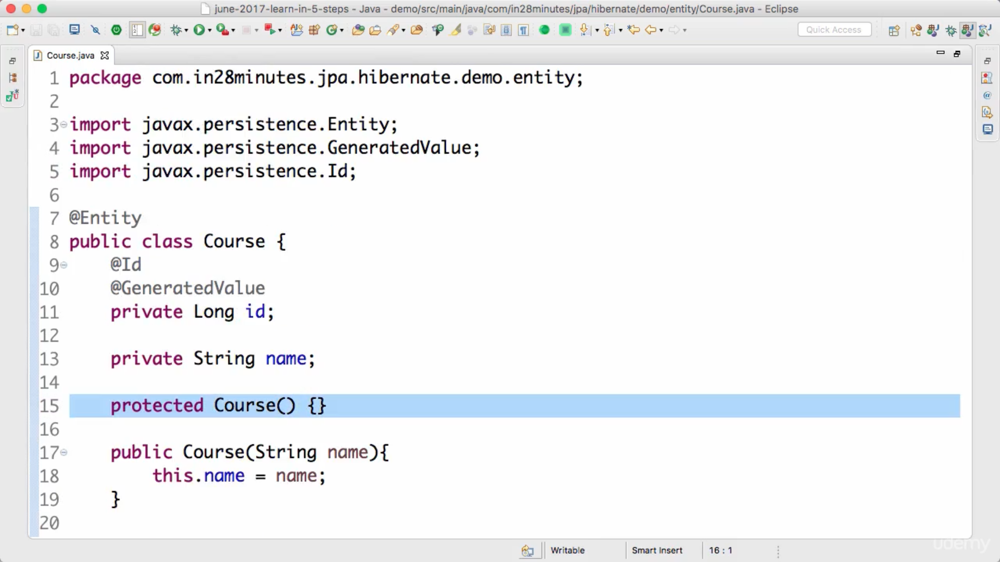 june-2017-learn-in-5-steps - Java - demo/src/main/java/com/in28minutes/jpa/hibernate/demo/entity/Course.java - Eclipse
Quick Access
Course.java
1 package com.in28minutes.jpa.hibernate.demo.entity;
2
3 import javax.persistence.Entity;
4 import javax.persistence.GeneratedValue;
5 import javax.persistence.Id;
6
7 @Entity
8 public class Course {
9 @Id
10 @GeneratedValue
11 private Long id;
12
13 private String name;
14
15 protected Course() {}
16
17 public Course(String name){
18 this.name = name;
19 }
20
Writable
Smart Insert
16 : 1
udemy